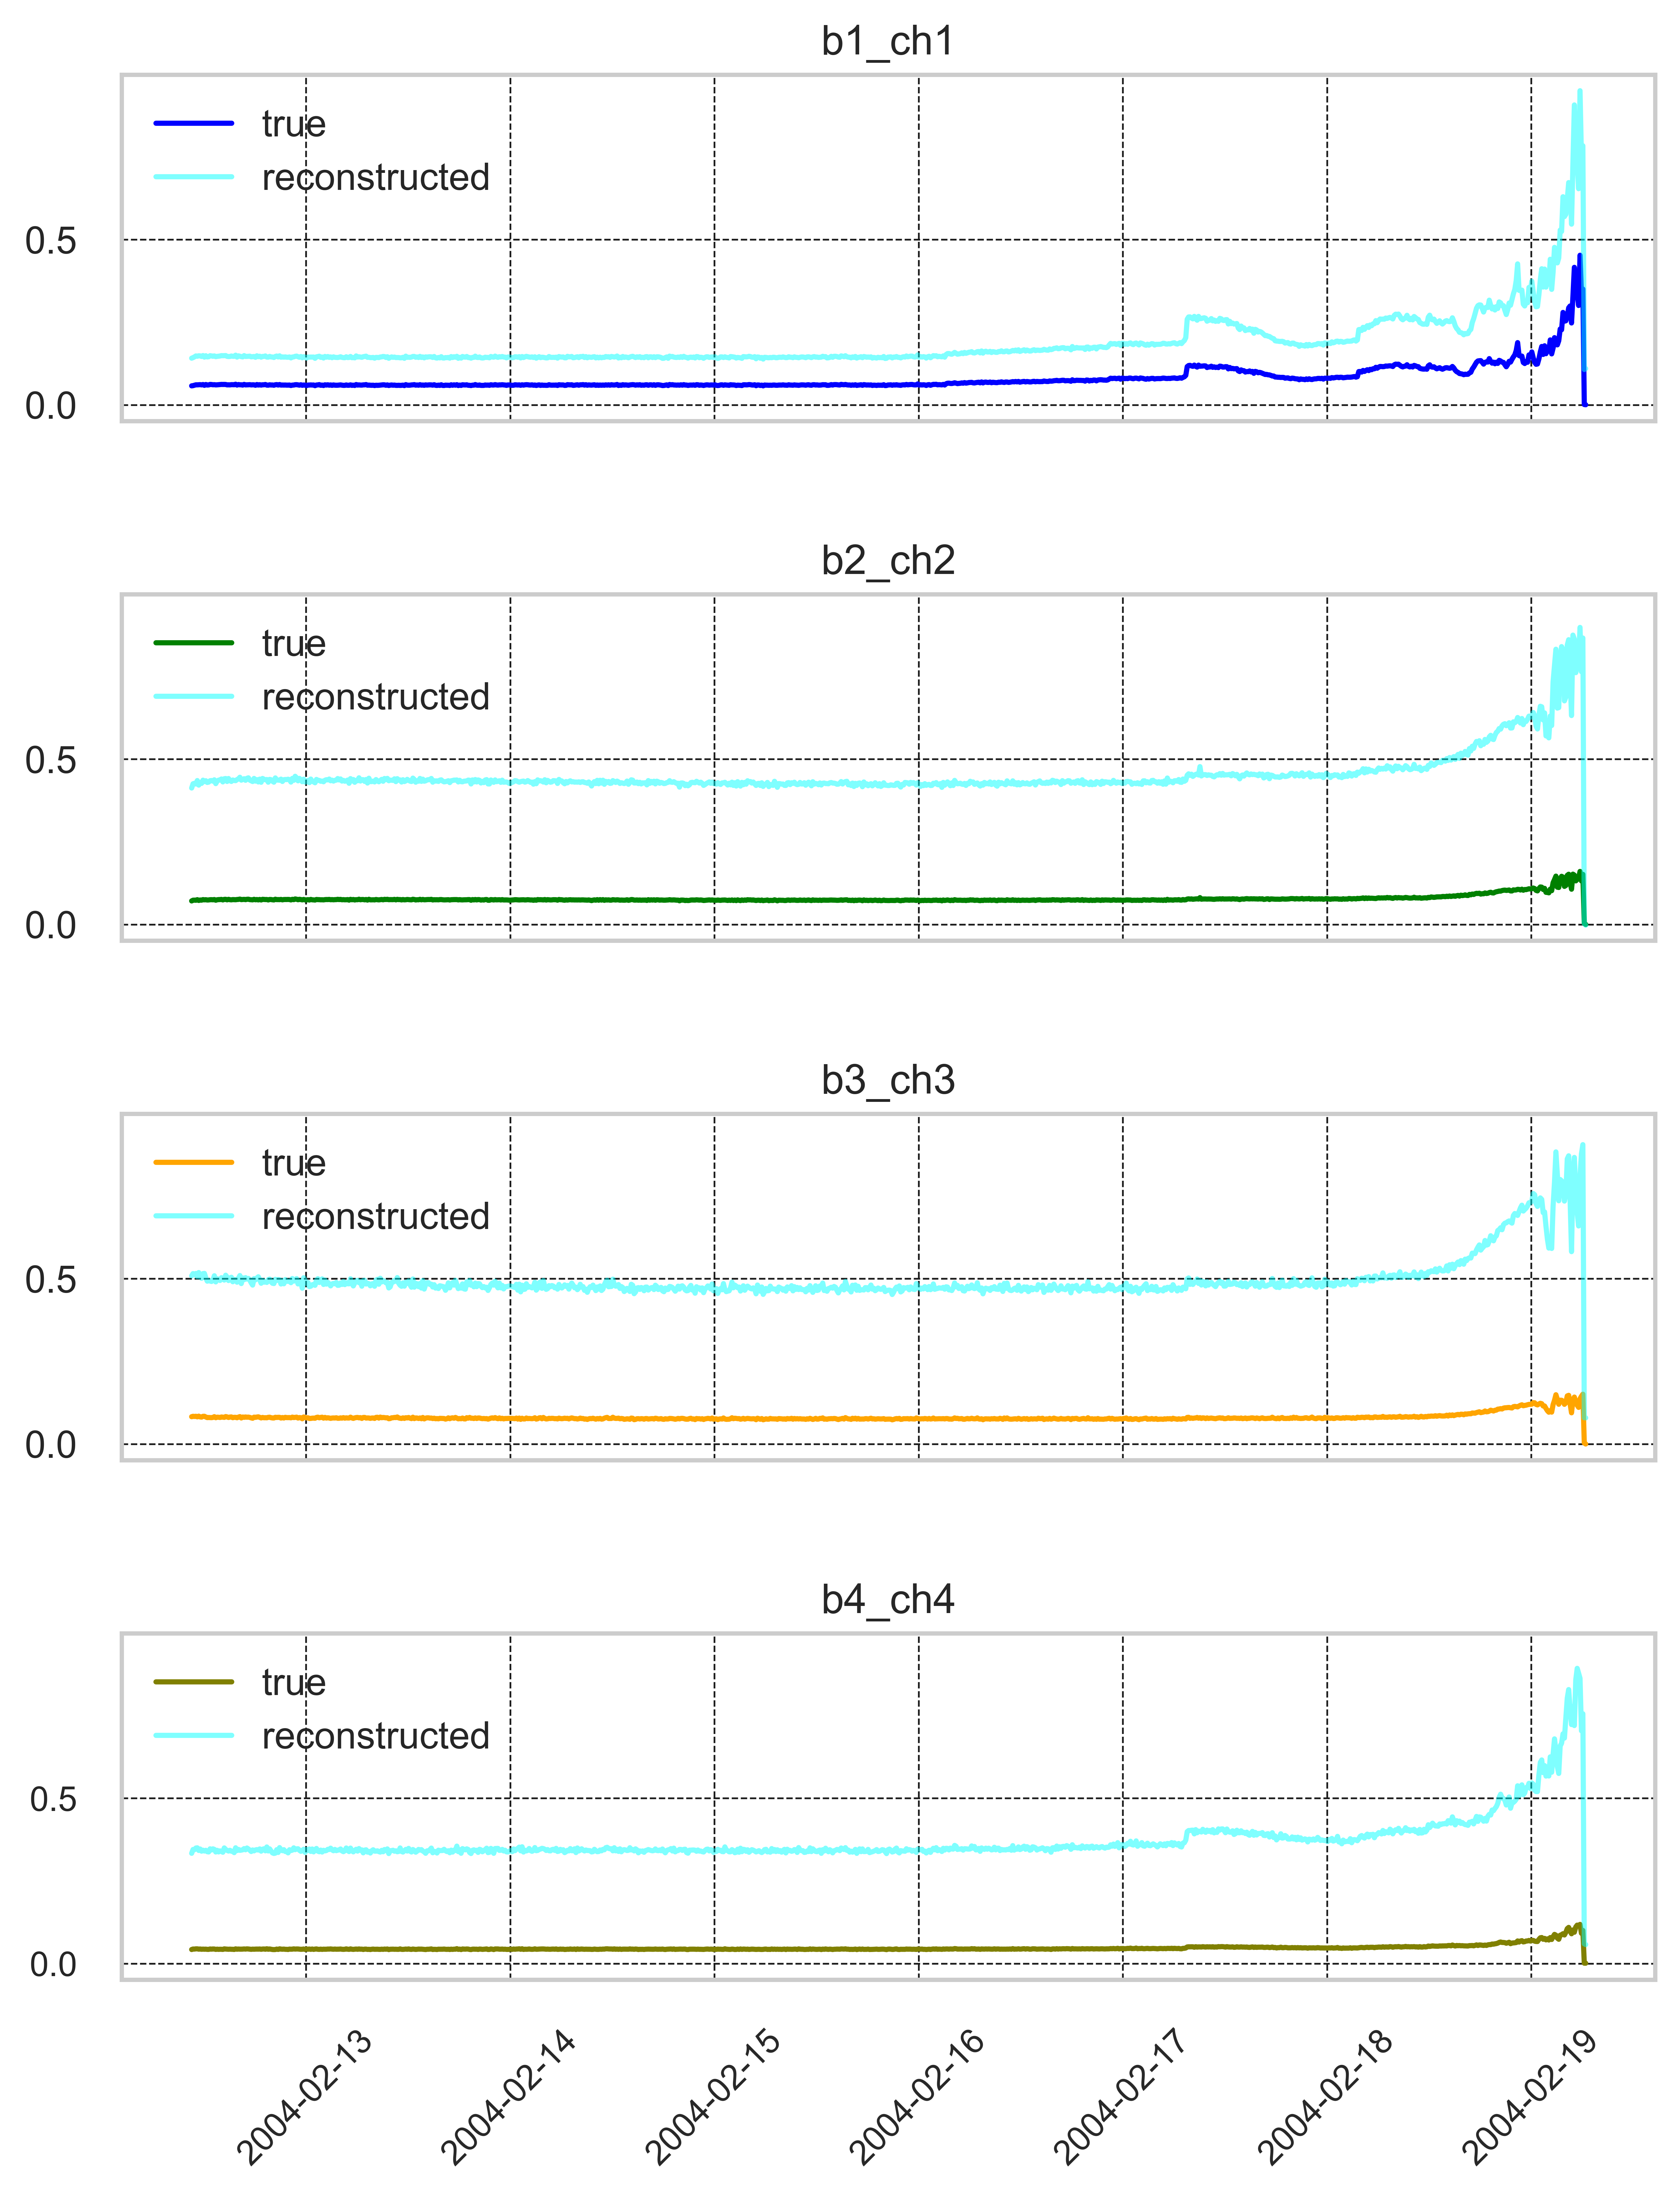 b1_ch1
true
reconstructed
0.5
0.0
b2_ch2
true
reconstructed
0.5
0.0
b3_ch3
true
reconstructed
0.5
0.0
b4_ch4
true
reconstructed
0.5
0.0
2004-02-13
2004-02-14
2004-02-15
2004-02-16
2004-02-17
2004-02-18
2004-02-19